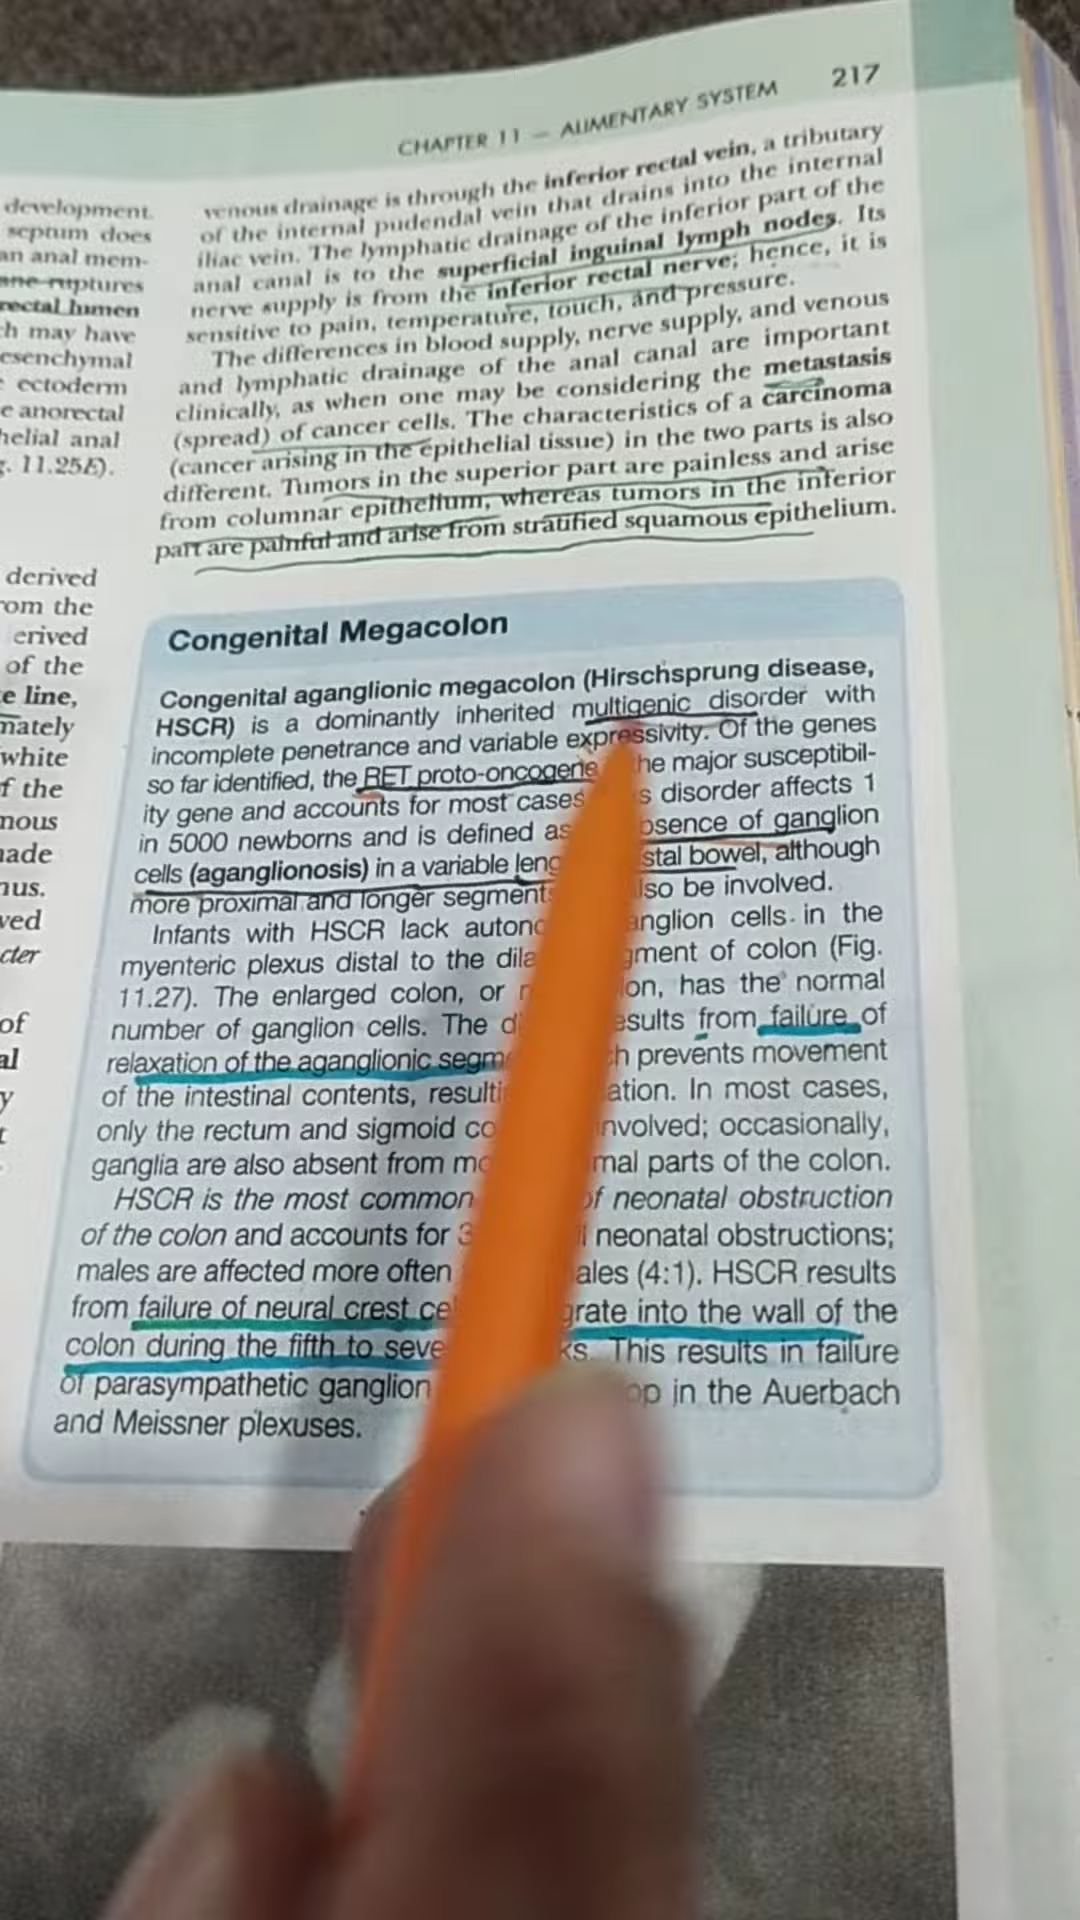 217
CHAPTER 11 — ALIMENTARY SYSTEM
development.
septum does
an anal mem-
ane ruptures
rectal lumen
ch may have
esenchymal
ectoderm
e anorectal
helial anal
g. 11.25E).
derived
rom the
erived
of the
e line,
mately
white
f the
nous
nade
nus.
ved
cter
of
al
y
t
venous drainage is through the inferior rectal vein, a tributary
of the internal pudendal vein that drains into the internal
iliac vein. The lymphatic drainage of the inferior part of the
anal canal is to the superficial inguinal lymph nodes. Its
nerve supply is from the inferior rectal nerve; hence, it is
sensitive to pain, temperature, touch, and pressure.
The differences in blood supply, nerve supply, and venous
and lymphatic drainage of the anal canal are important
clinically, as when one may be considering the metastasis
(spread) of cancer cells. The characteristics of a carcinoma
(cancer arising in the epithelial tissue) in the two parts is also
different. Tumors in the superior part are painless and arise
from columnar epithelium, whereas tumors in the inferior
part are painful and arise from stratified squamous epithelium.
Congenital Megacolon
Congenital aganglionic megacolon (Hirschsprung disease,
HSCR) is a dominantly inherited multigenic disorder with
incomplete penetrance and variable expressivity. Of the genes
so far identified, the RET proto-oncogene the major susceptibil-
ity gene and accounts for most cases s disorder affects 1
in 5000 newborns and is defined as bsence of ganglion
cells (aganglionosis) in a variable leng stal bowel, although
more proximal and longer segments lso be involved.
Infants with HSCR lack autono anglion cells in the
myenteric plexus distal to the dila gment of colon (Fig.
11.27). The enlarged colon, or on, has the normal
number of ganglion cells. The d esults from failure of
relaxation of the aganglionic segm ch prevents movement
of the intestinal contents, resulti ation. In most cases,
only the rectum and sigmoid co involved; occasionally,
ganglia are also absent from mo mal parts of the colon.
HSCR is the most common of neonatal obstruction
of the colon and accounts for 3 l neonatal obstructions;
males are affected more often ales (4:1). HSCR results
from failure of neural crest cel grate into the wall of the
colon during the fifth to seve ks. This results in failure
of parasympathetic ganglion op in the Auerbach
and Meissner plexuses.